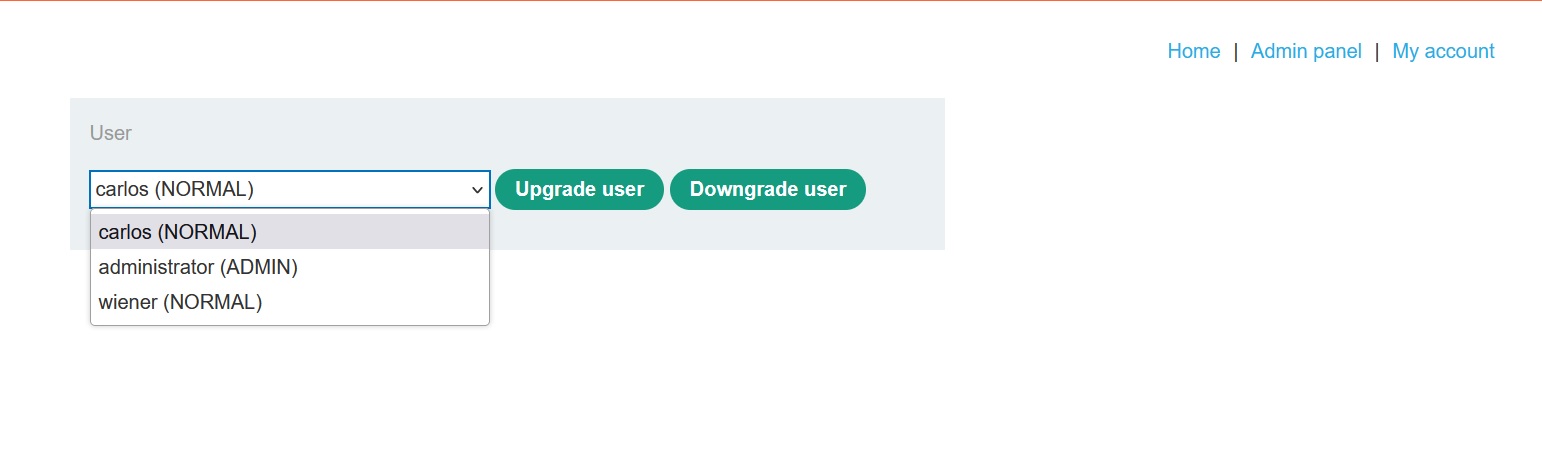 Home | Admin panel | My account
User
carlos (NORMAL) Upgrade user Downgrade user
carlos (NORMAL)
administrator (ADMIN)
wiener (NORMAL)